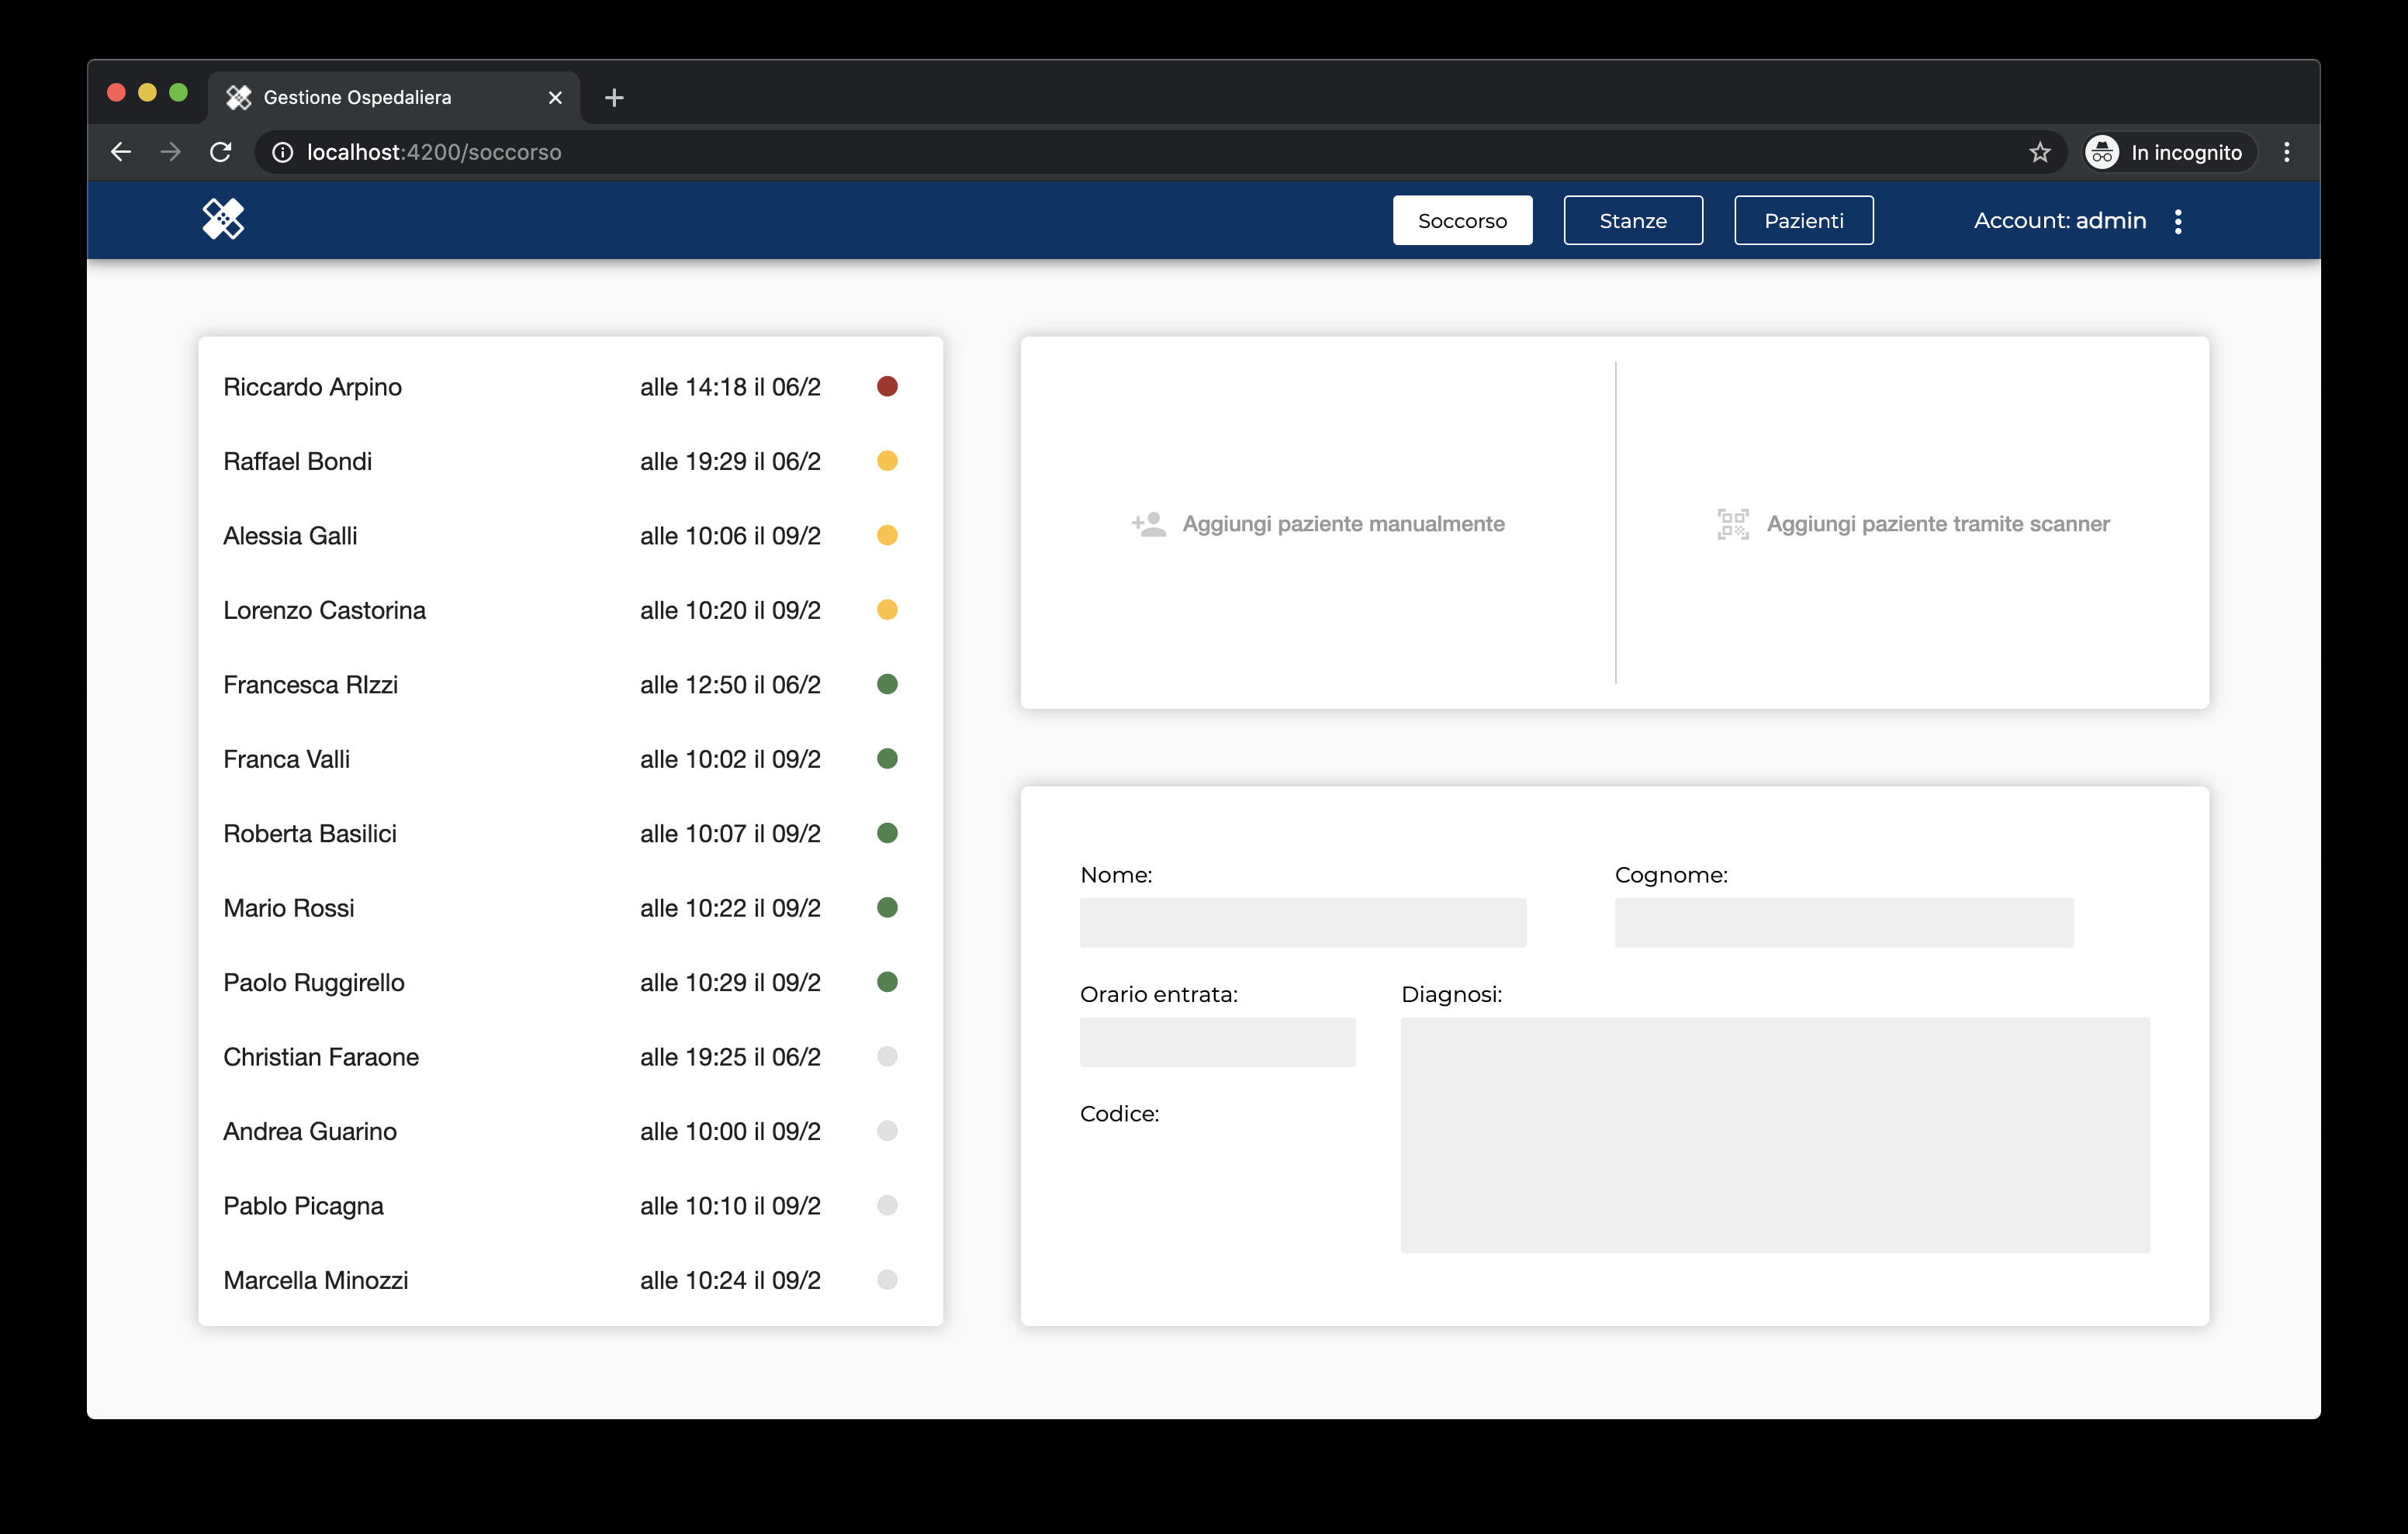 Gestione Ospedaliera
localhost:4200/soccorso
In incognito
Soccorso
Stanze
Pazienti
Account: admin
Riccardo Arpino alle 14:18 il 06/2
Raffael Bondi alle 19:29 il 06/2
Alessia Galli alle 10:06 il 09/2
Lorenzo Castorina alle 10:20 il 09/2
Francesca RIzzi alle 12:50 il 06/2
Franca Valli alle 10:02 il 09/2
Roberta Basilici alle 10:07 il 09/2
Mario Rossi alle 10:22 il 09/2
Paolo Ruggirello alle 10:29 il 09/2
Christian Faraone alle 19:25 il 06/2
Andrea Guarino alle 10:00 il 09/2
Pablo Picagna alle 10:10 il 09/2
Marcella Minozzi alle 10:24 il 09/2
Aggiungi paziente manualmente
Aggiungi paziente tramite scanner
Nome:
Cognome:
Orario entrata:
Diagnosi:
Codice: